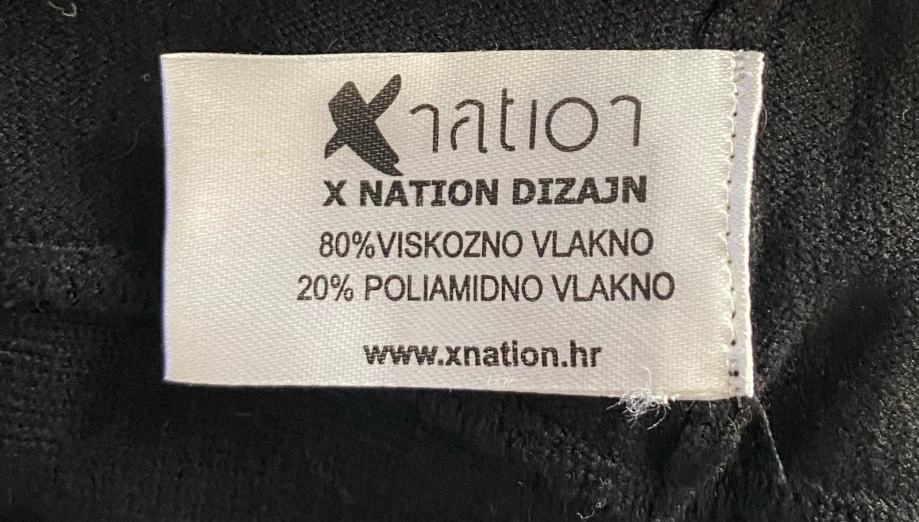 Xnation
X NATION DIZAJN
80%VISKOZNO VLAKNO
20% POLIAMIDNO VLAKNO
www.xnation.hr